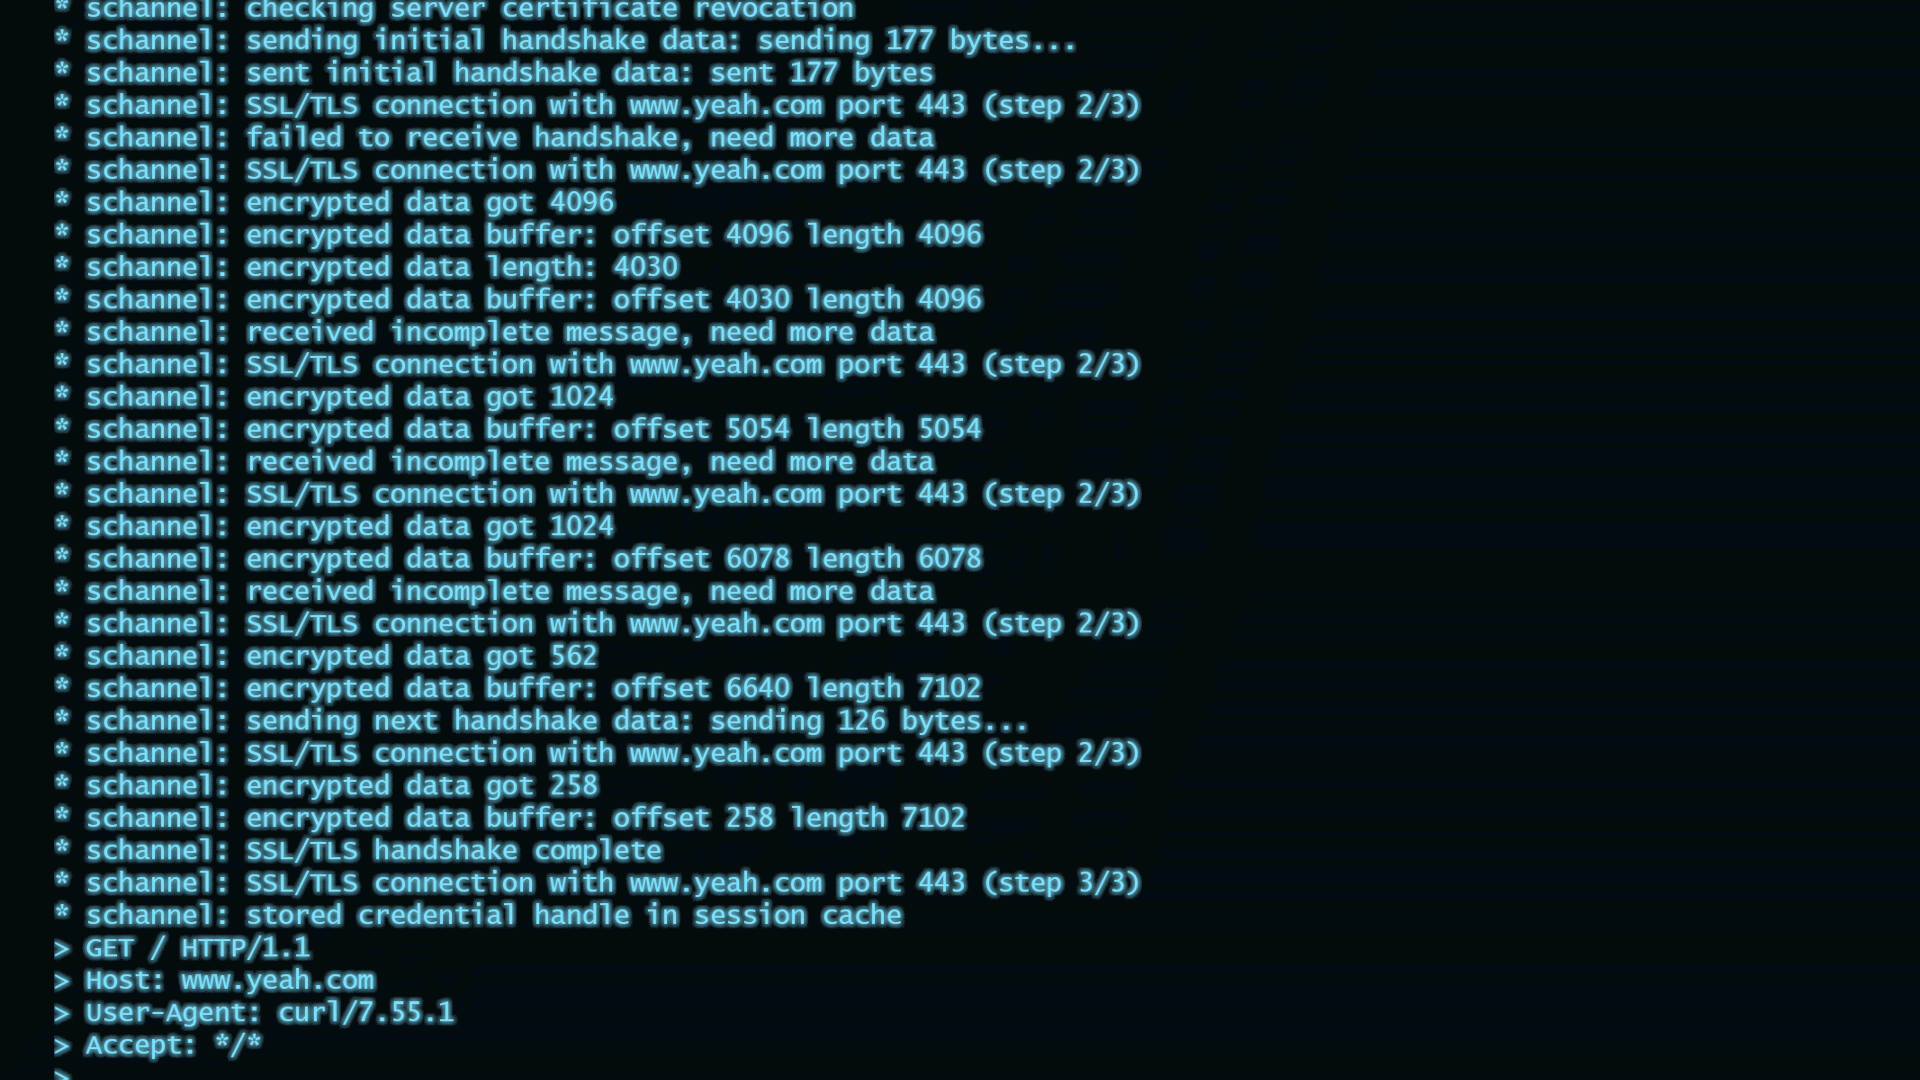 * schannel: checking server certificate revocation
* schannel: sending initial handshake data: sending 177 bytes...
* schannel: sent initial handshake data: sent 177 bytes
* schannel: SSL/TLS connection with www.yeah.com port 443 (step 2/3)
* schannel: failed to receive handshake, need more data
* schannel: SSL/TLS connection with www.yeah.com port 443 (step 2/3)
* schannel: encrypted data got 4096
* schannel: encrypted data buffer: offset 4096 length 4096
* schannel: encrypted data length: 4030
* schannel: encrypted data buffer: offset 4030 length 4096
* schannel: received incomplete message, need more data
* schannel: SSL/TLS connection with www.yeah.com port 443 (step 2/3)
* schannel: encrypted data got 1024
* schannel: encrypted data buffer: offset 5054 length 5054
* schannel: received incomplete message, need more data
* schannel: SSL/TLS connection with www.yeah.com port 443 (step 2/3)
* schannel: encrypted data got 1024
* schannel: encrypted data buffer: offset 6078 length 6078
* schannel: received incomplete message, need more data
* schannel: SSL/TLS connection with www.yeah.com port 443 (step 2/3)
* schannel: encrypted data got 562
* schannel: encrypted data buffer: offset 6640 length 7102
* schannel: sending next handshake data: sending 126 bytes...
* schannel: SSL/TLS connection with www.yeah.com port 443 (step 2/3)
* schannel: encrypted data got 258
* schannel: encrypted data buffer: offset 258 length 7102
* schannel: SSL/TLS handshake complete
* schannel: SSL/TLS connection with www.yeah.com port 443 (step 3/3)
* schannel: stored credential handle in session cache
> GET / HTTP/1.1
> Host: www.yeah.com
> User-Agent: curl/7.55.1
> Accept: */*
>